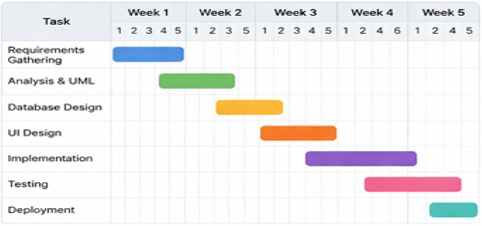 Task Week 1 Week 2 Week 3 Week 4 Week 5
1 2 3 4 5 1 2 3 5 1 2 3 4 5 1 2 4 5 6 1 2 4 5
Requirements
Gathering
Analysis & UML
Database Design
UI Design
Implementation
Testing
Deployment